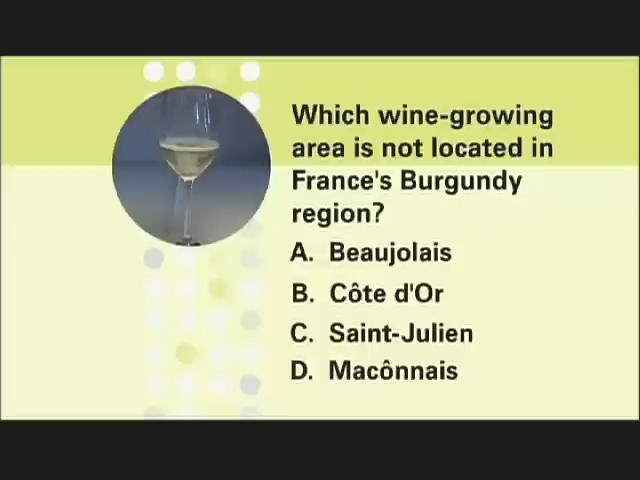 Which wine-growing
area is not located in
France's Burgundy
region?
A. Beaujolais
B. Côte d'Or
C. Saint-Julien
D. Macônnais